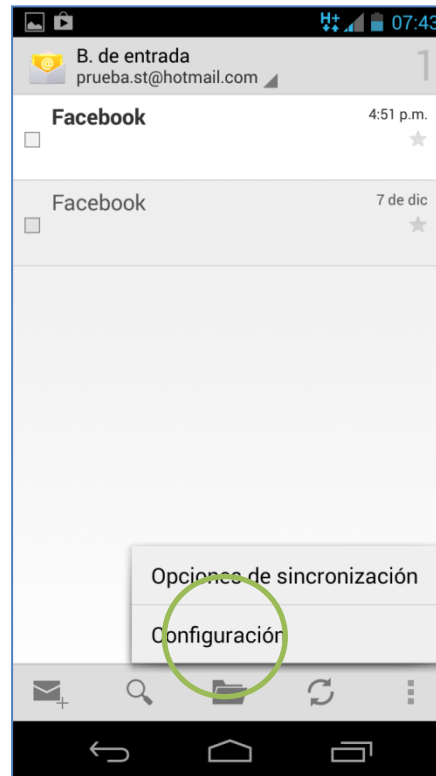 H+ 07:43
B. de entrada
prueba.st@hotmail.com 1
Facebook 4:51 p.m.
Facebook 7 de dic
Opciones de sincronización
Configuración